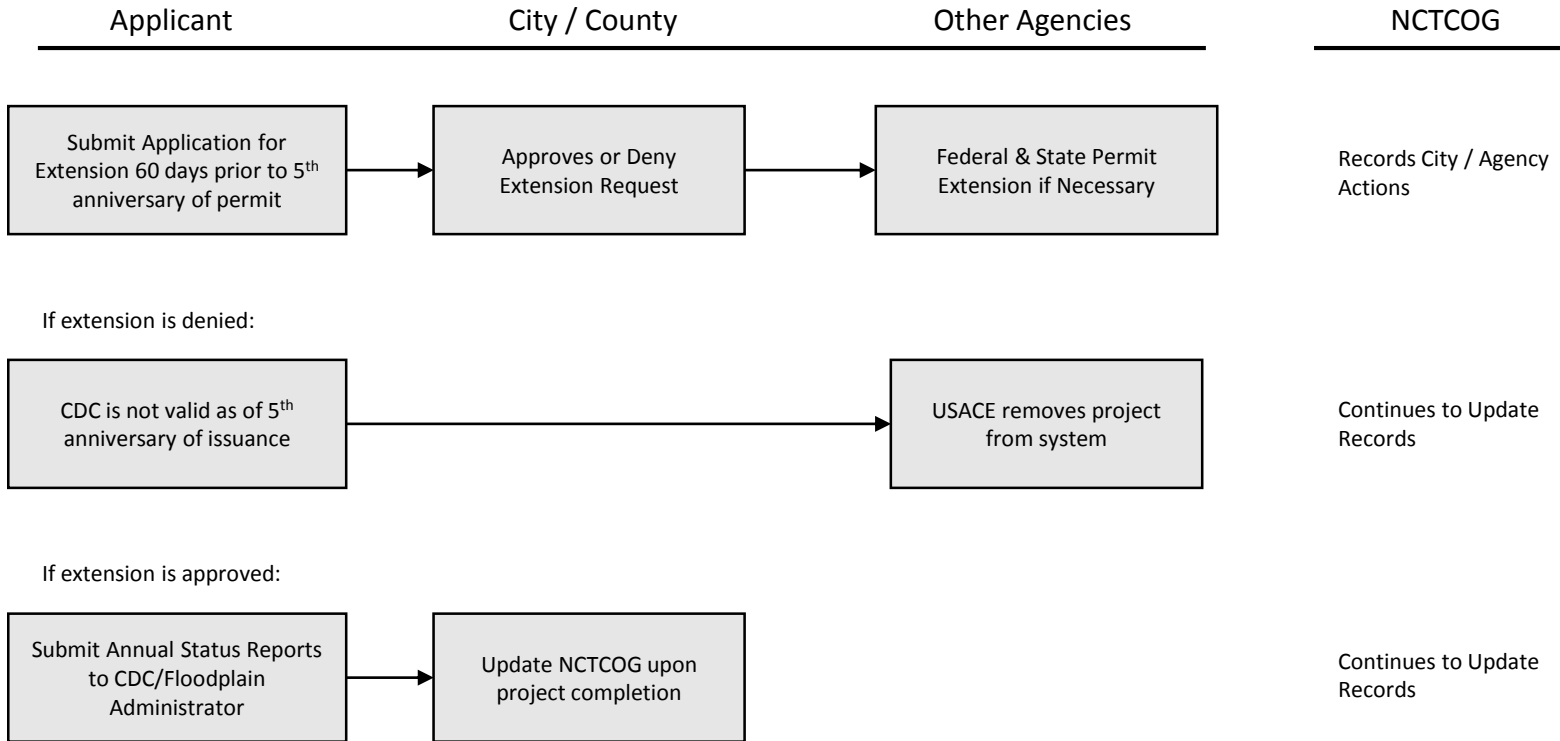 Applicant
City / County
Other Agencies
NCTCOG
Submit Application for
Extension 60 days prior to 5th
anniversary of permit
Approves or Deny
Extension Request
Federal & State Permit
Extension if Necessary
Records City / Agency
Actions
If extension is denied:
CDC is not valid as of 5th
anniversary of issuance
USACE removes project
from system
Continues to Update
Records
If extension is approved:
Submit Annual Status Reports
to CDC/Floodplain
Administrator
Update NCTCOG upon
project completion
Continues to Update
Records